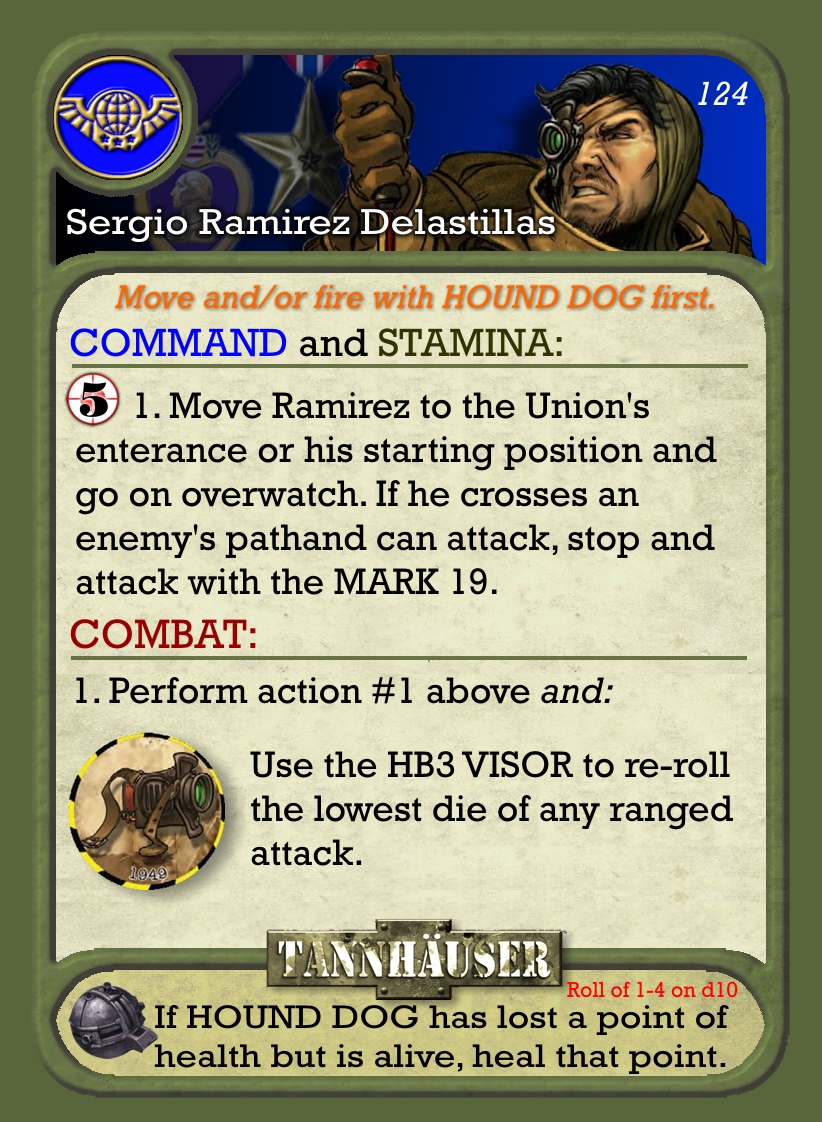 124
Sergio Ramirez Delastillas
Move and/or fire with HOUND DOG first.
COMMAND and STAMINA:
5 1. Move Ramirez to the Union's
enterance or his starting position and
go on overwatch. If he crosses an
enemy's pathand can attack, stop and
attack with the MARK 19.
COMBAT:
1. Perform action #1 above and:
Use the HB3 VISOR to re-roll
the lowest die of any ranged
attack.
1949
TANNHÄUSER
Roll of 1-4 on d10
If HOUND DOG has lost a point of
health but is alive, heal that point.